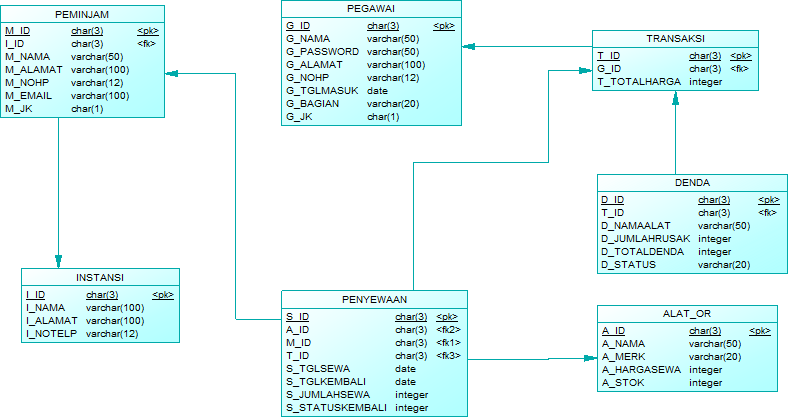 PEMINJAM
M_ID char(3) <pk>
I_ID char(3) <fk>
M_NAMA varchar(50)
M_ALAMAT varchar(100)
M_NOHP varchar(12)
M_EMAIL varchar(100)
M_JK char(1)
PEGAWAI
G_ID char(3) <pk>
G_NAMA varchar(50)
G_PASSWORD varchar(50)
G_ALAMAT varchar(100)
G_NOHP varchar(12)
G_TGLMASUK date
G_BAGIAN varchar(20)
G_JK char(1)
TRANSAKSI
T_ID char(3) <pk>
G_ID char(3) <fk>
T_TOTALHARGA integer
DENDA
D_ID char(3) <pk>
T_ID char(3) <fk>
D_NAMAALAT varchar(50)
D_JUMLAHRUSAK integer
D_TOTALDENDA integer
D_STATUS varchar(20)
INSTANSI
I_ID char(3) <pk>
I_NAMA varchar(100)
I_ALAMAT varchar(100)
I_NOTELP varchar(12)
PENYEWAAN
S_ID char(3) <pk>
A_ID char(3) <fk2>
M_ID char(3) <fk1>
T_ID char(3) <fk3>
S_TGLSEWA date
S_TGLKEMBALI date
S_JUMLAHSEWA integer
S_STATUSKEMBALI integer
ALAT_OR
A_ID char(3) <pk>
A_NAMA varchar(50)
A_MERK varchar(20)
A_HARGASEWA integer
A_STOK integer